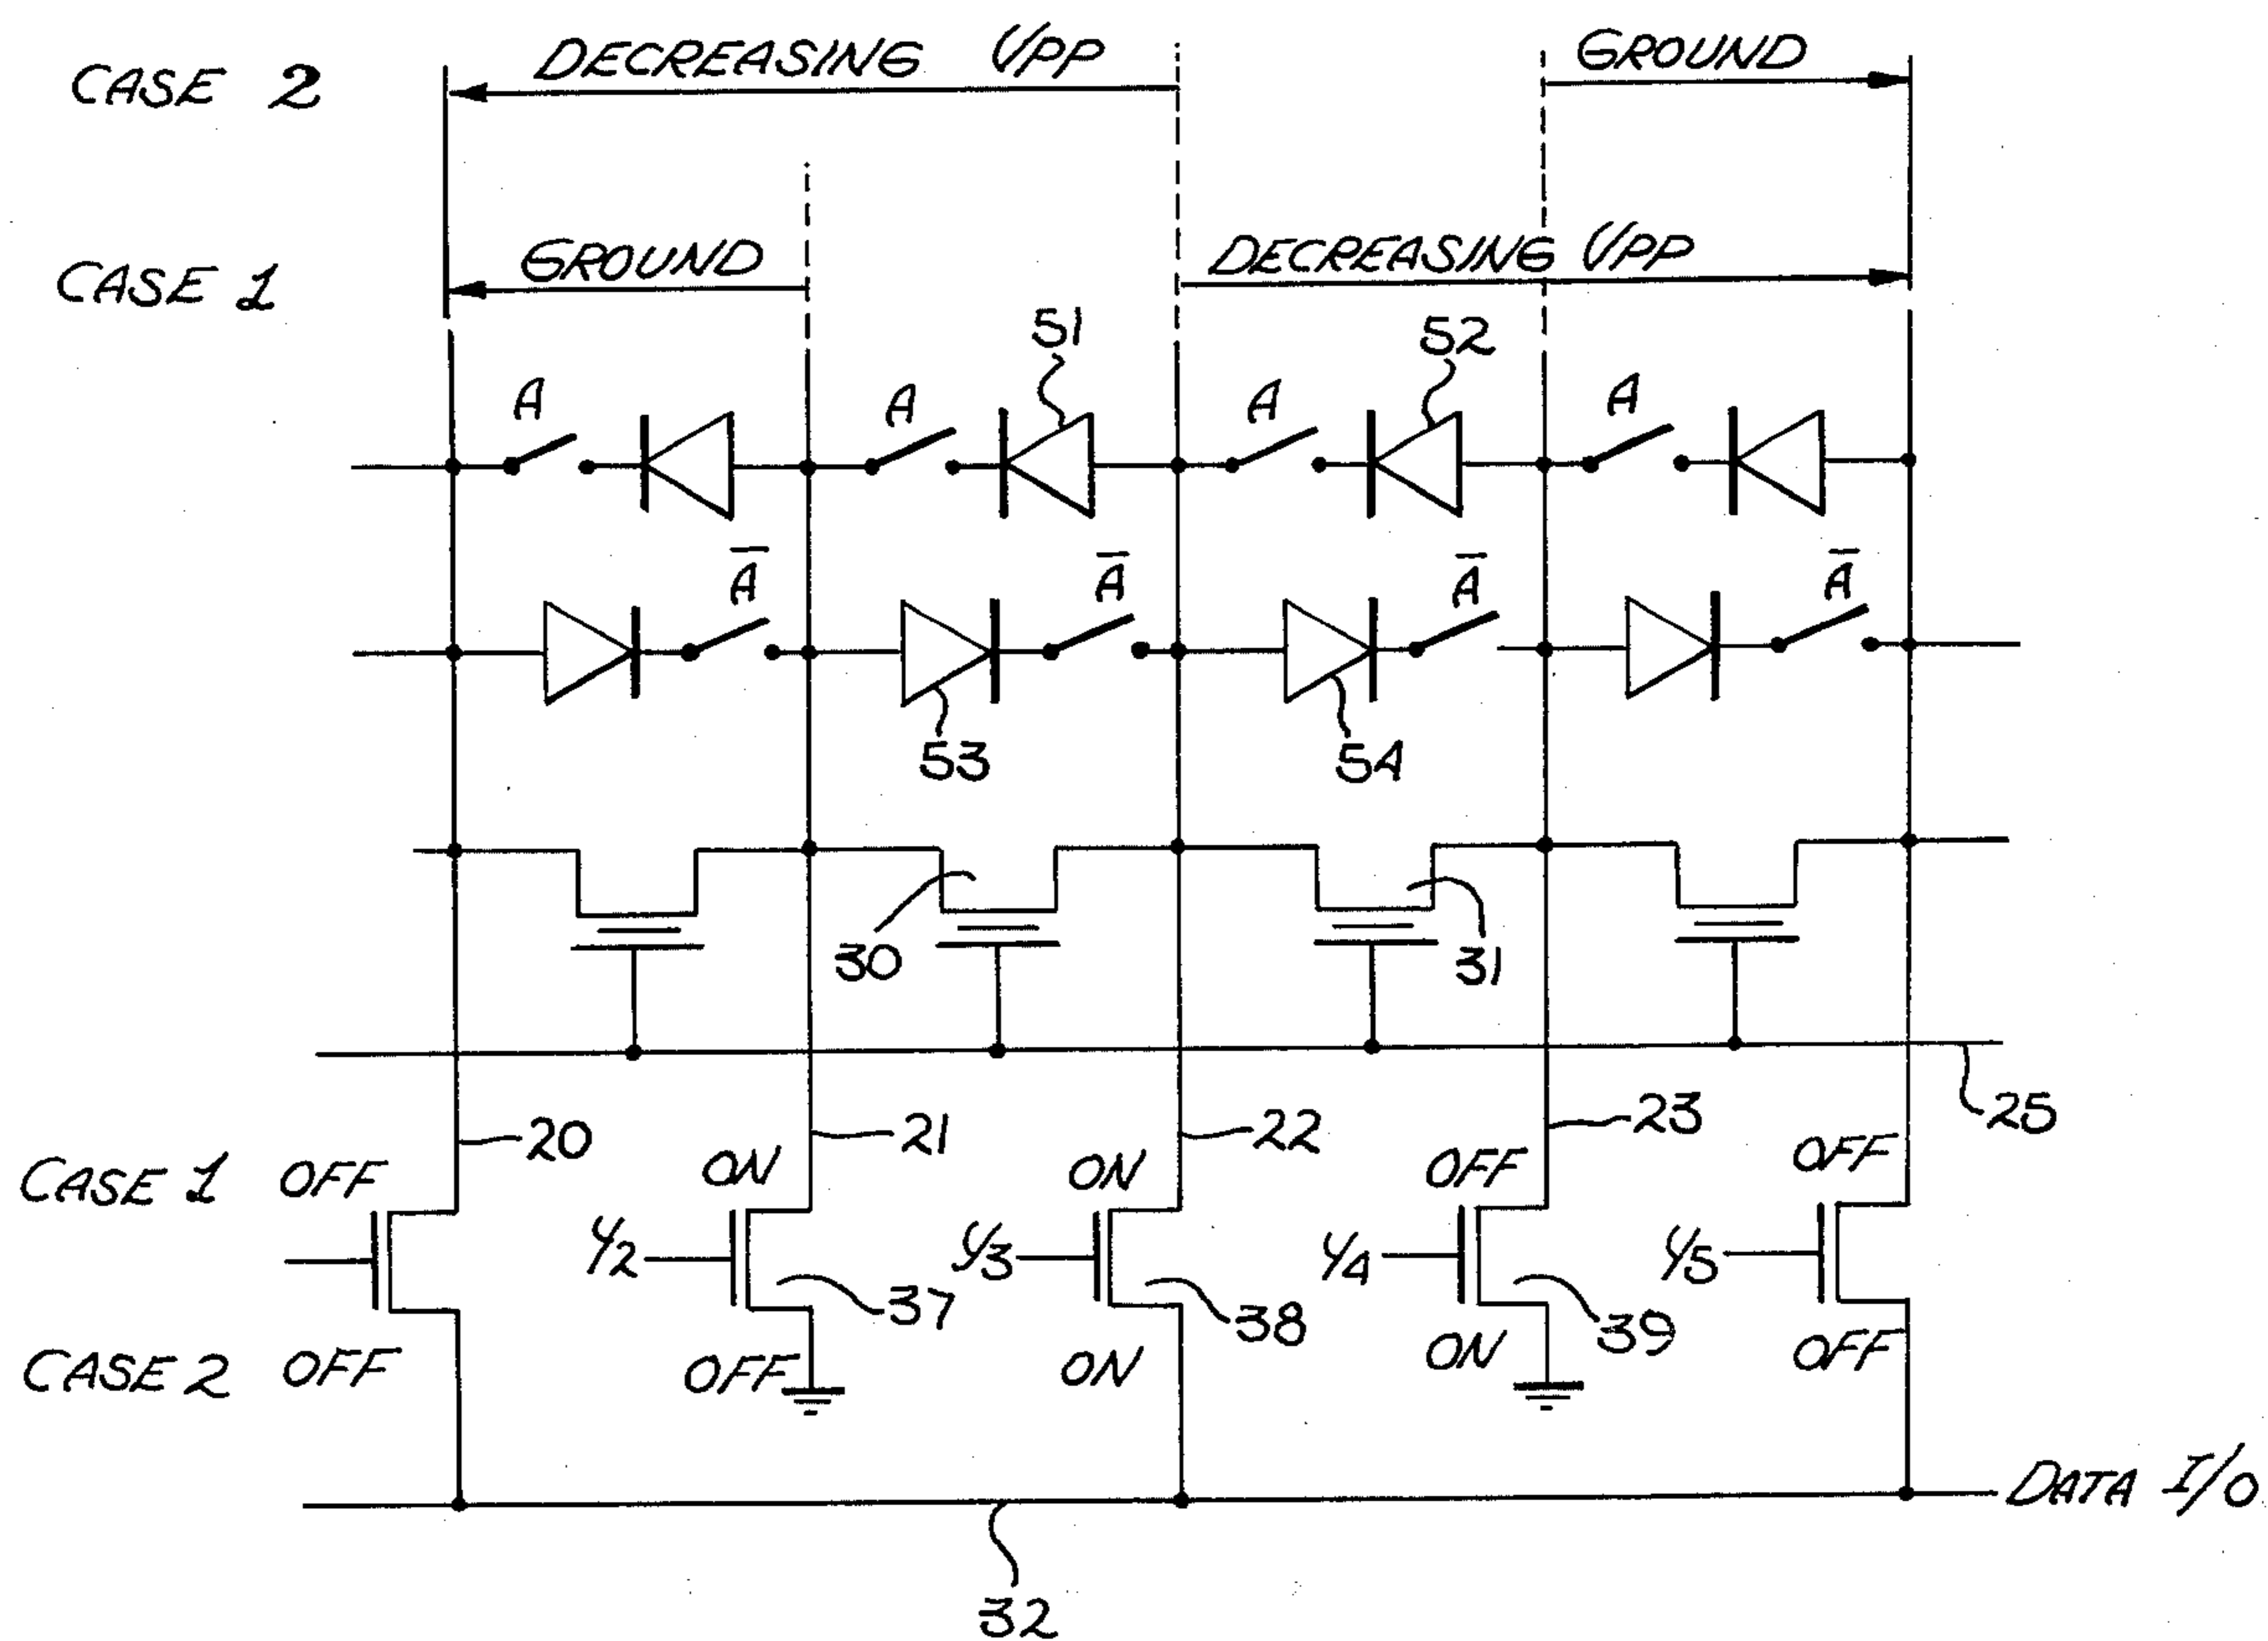 CASE 2 DECREASING VPP GROUND
CASE 1 GROUND DECREASING VPP
51 52
A A A A
A̅ A̅ A̅ A̅
53 54
30 31
20 21 22 23 25
CASE 1 OFF ON ON OFF OFF
Y2 Y3 Y4 Y5
37 38 39
CASE 2 OFF OFF ON ON OFF
DATA I/O
32